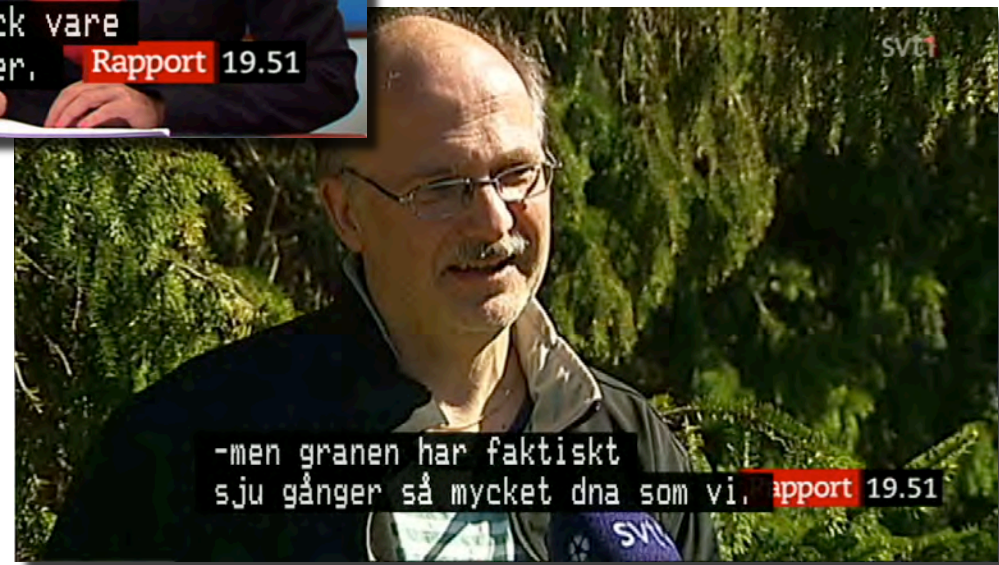 ck vare
er.
Rapport 19.51
svt1
-men granen har faktiskt
sju gånger så mycket dna som vi.
apport 19.51
svt